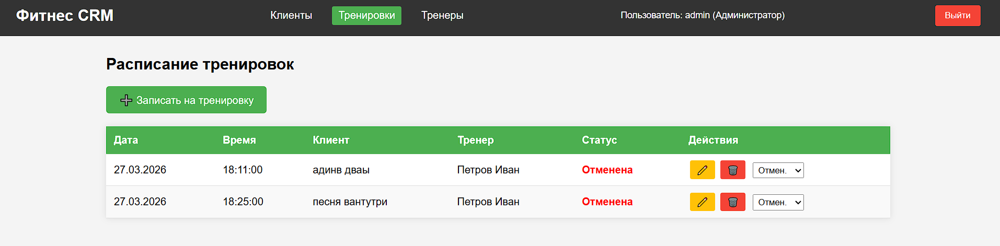 Фитнес CRM Клиенты Тренировки Тренеры Пользователь: admin (Администратор) Выйти
Расписание тренировок
Записать на тренировку
Дата Время Клиент Тренер Статус Действия
27.03.2026 18:11:00 адинв дваы Петров Иван Отменена Отмен.
27.03.2026 18:25:00 песня вантутри Петров Иван Отменена Отмен.